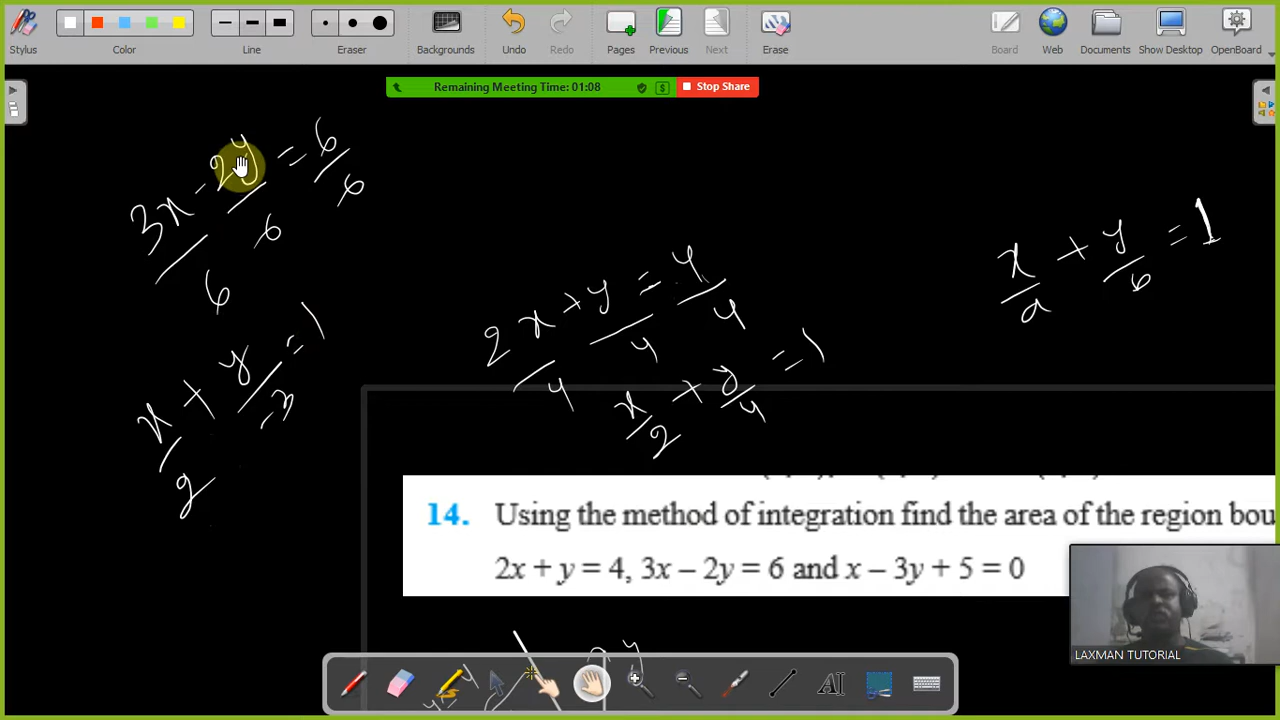 Stylus Color Line Eraser Backgrounds Undo Redo Pages Previous Next Erase Board Web Documents Show Desktop OpenBoard
Remaining Meeting Time: 01:08 Stop Share
3x/6 - 2y/6 = 6/6
x/2 + y/-3 = 1
2x/4 + y/4 = 4/4
x/2 + y/4 = 1
x/a + y/b = 1
14. Using the method of integration find the area of the region bou
2x + y = 4, 3x – 2y = 6 and x – 3y + 5 = 0
y
LAXMAN TUTORIAL